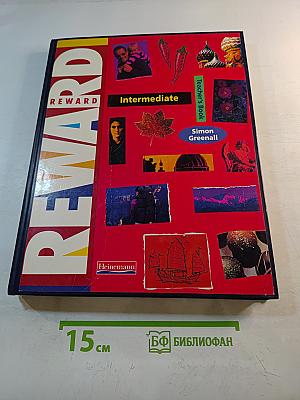 REWARD
REWARD
Intermediate
Teacher's Book
Simon
Greenall
Heinemann
15 см
БФ БИБЛИОФАН